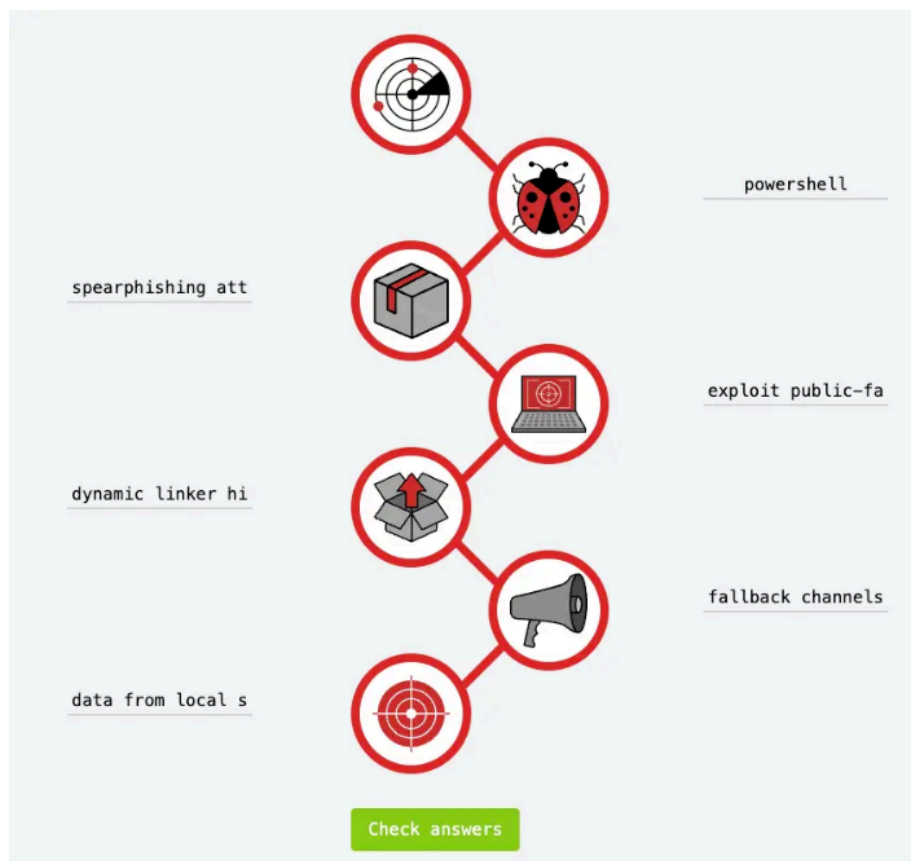 powershell
spearphishing att
exploit public-fa
dynamic linker hi
fallback channels
data from local s
Check answers